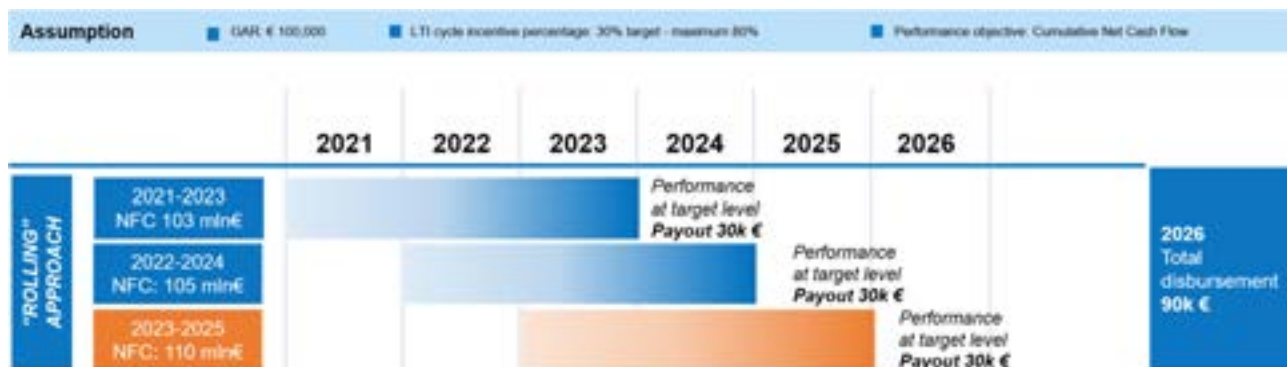 Assumption
GAR: € 100,000
LTI cycle incentive percentage: 30% target - maximum 80%
Performance objective: Cumulative Net Cash Flow
2021 2022 2023 2024 2025 2026
"ROLLING"
APPROACH
2021-2023
NFC 103 mln€
Performance
at target level
Payout 30k €
2022-2024
NFC: 105 mln€
Performance
at target level
Payout 30k €
2023-2025
NFC: 110 mln€
Performance
at target level
Payout 30k €
2026
Total
disbursement
90k €